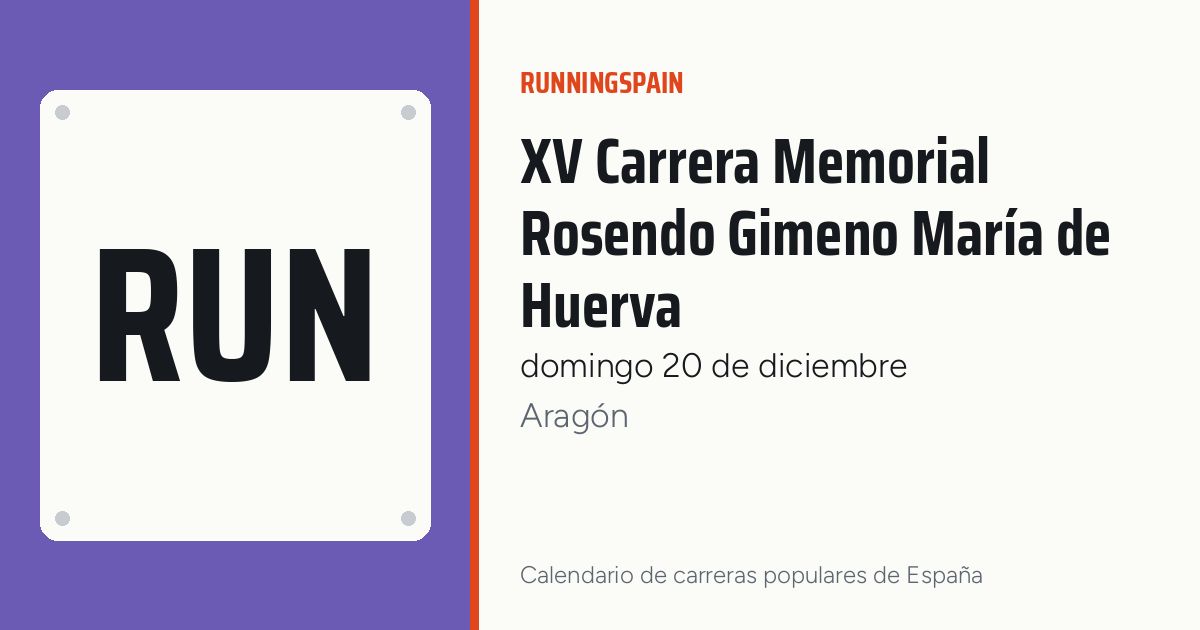 RUN
RUNNINGSPAIN
XV Carrera Memorial
Rosendo Gimeno María de
Huerva
domingo 20 de diciembre
Aragón
Calendario de carreras populares de España